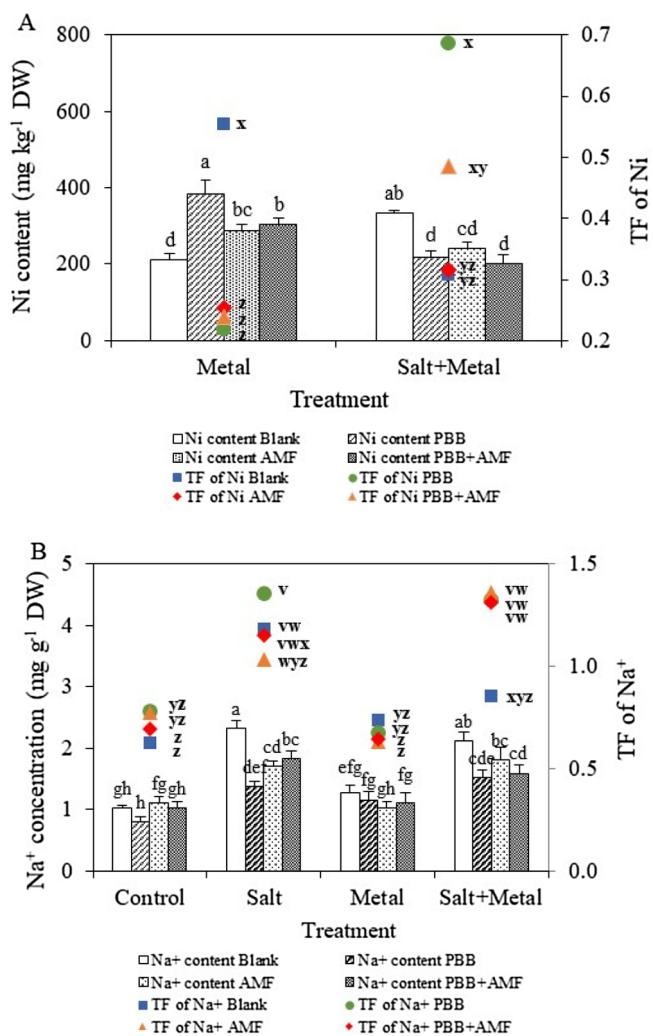 A
800
600
400
200
0
Ni content (mg kg-1 DW)
0.7
0.6
0.5
0.4
0.3
0.2
TF of Ni
d
a
bc
b
x
z
z
z
ab
d
cd
d
x
xy
yz
yz
Metal
Salt+Metal
Treatment
Ni content Blank
Ni content PBB
Ni content AMF
Ni content PBB+AMF
TF of Ni Blank
TF of Ni PBB
TF of Ni AMF
TF of Ni PBB+AMF
B
5
4
3
2
1
0
Na+ concentration (mg g-1 DW)
1.5
1.0
0.5
0.0
TF of Na+
gh
h
fg
gh
yz
yz
z
z
a
def
cd
bc
v
vw
vwx
wyz
efg
fg
gh
fg
yz
yz
z
z
ab
cde
bc
cd
vw
vw
vw
xyz
Control
Salt
Metal
Salt+Metal
Treatment
Na+ content Blank
Na+ content PBB
Na+ content AMF
Na+ content PBB+AMF
TF of Na+ Blank
TF of Na+ PBB
TF of Na+ AMF
TF of Na+ PBB+AMF